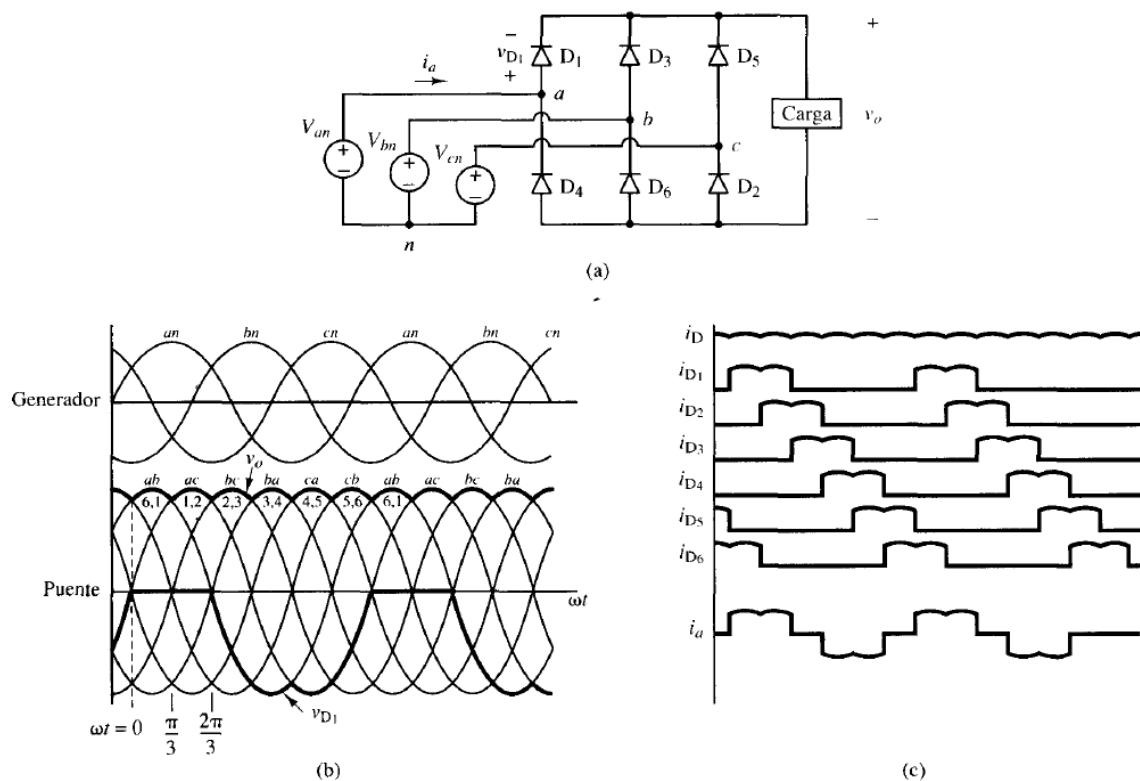 −
v_D1
+
D1
D3
D5
i_a
a
b
c
V_an
+
−
V_bn
+
−
V_cn
+
−
D4
D6
D2
n
+
Carga
v_o
−
(a)
an bn cn an bn cn
Generador
v_o
ab ac bc ba ca cb ab ac bc ba
6,1 1,2 2,3 3,4 4,5 5,6 6,1
Puente
ωt
ωt = 0
π/3
2π/3
v_D1
(b)
i_D
i_D1
i_D2
i_D3
i_D4
i_D5
i_D6
i_a
(c)